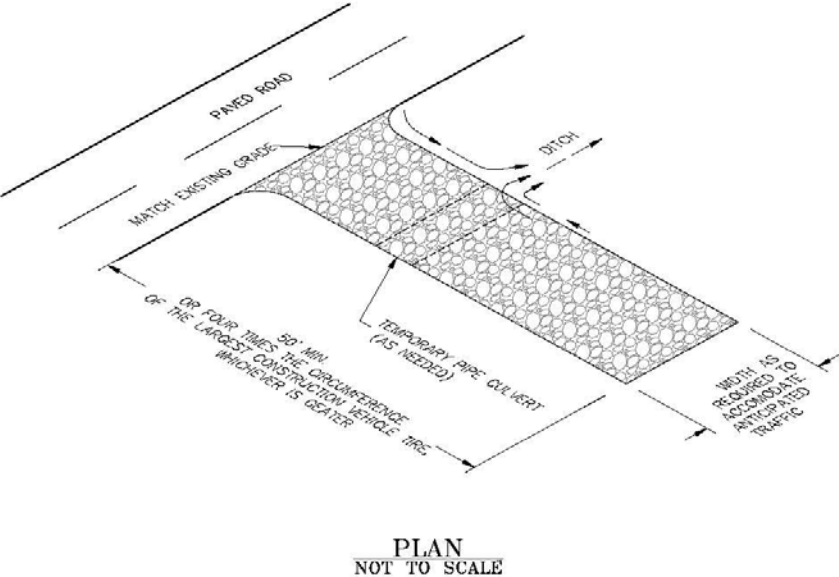 PAVED ROAD
MATCH EXISTING GRADE
DITCH
50' MIN.
OR FOUR TIMES THE CIRCUMFERENCE
OF THE LARGEST CONSTRUCTION VEHICLE TIRE,
WHICHEVER IS GEATER
TEMPORARY PIPE CULVERT
(AS NEEDED)
WIDTH AS
REQUIRED TO
ACCOMODATE
ANTICIPATED
TRAFFIC
PLAN
NOT TO SCALE